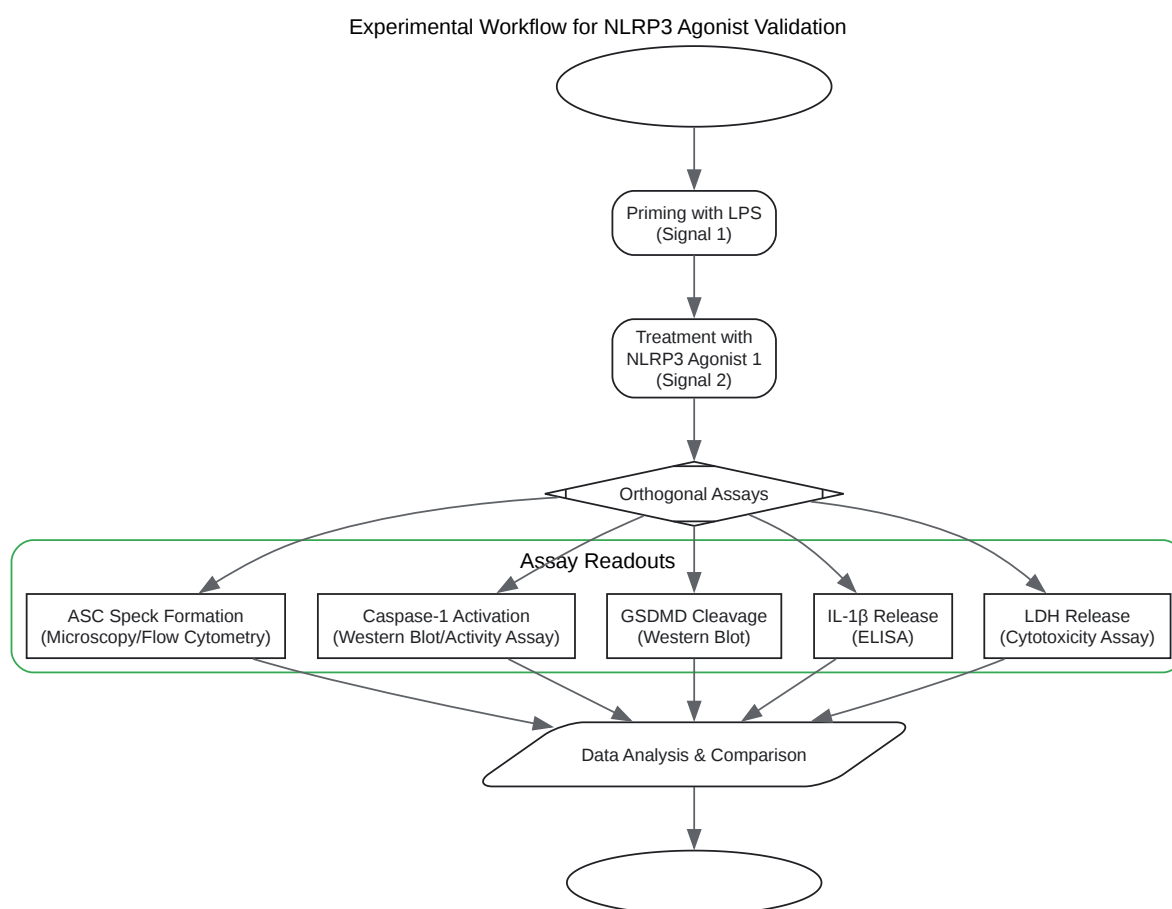 Experimental Workflow for NLRP3 Agonist Validation
Priming with LPS
(Signal 1)
Treatment with
NLRP3 Agonist 1
(Signal 2)
Orthogonal Assays
Assay Readouts
ASC Speck Formation
(Microscopy/Flow Cytometry)
Caspase-1 Activation
(Western Blot/Activity Assay)
GSDMD Cleavage
(Western Blot)
IL-1β Release
(ELISA)
LDH Release
(Cytotoxicity Assay)
Data Analysis & Comparison